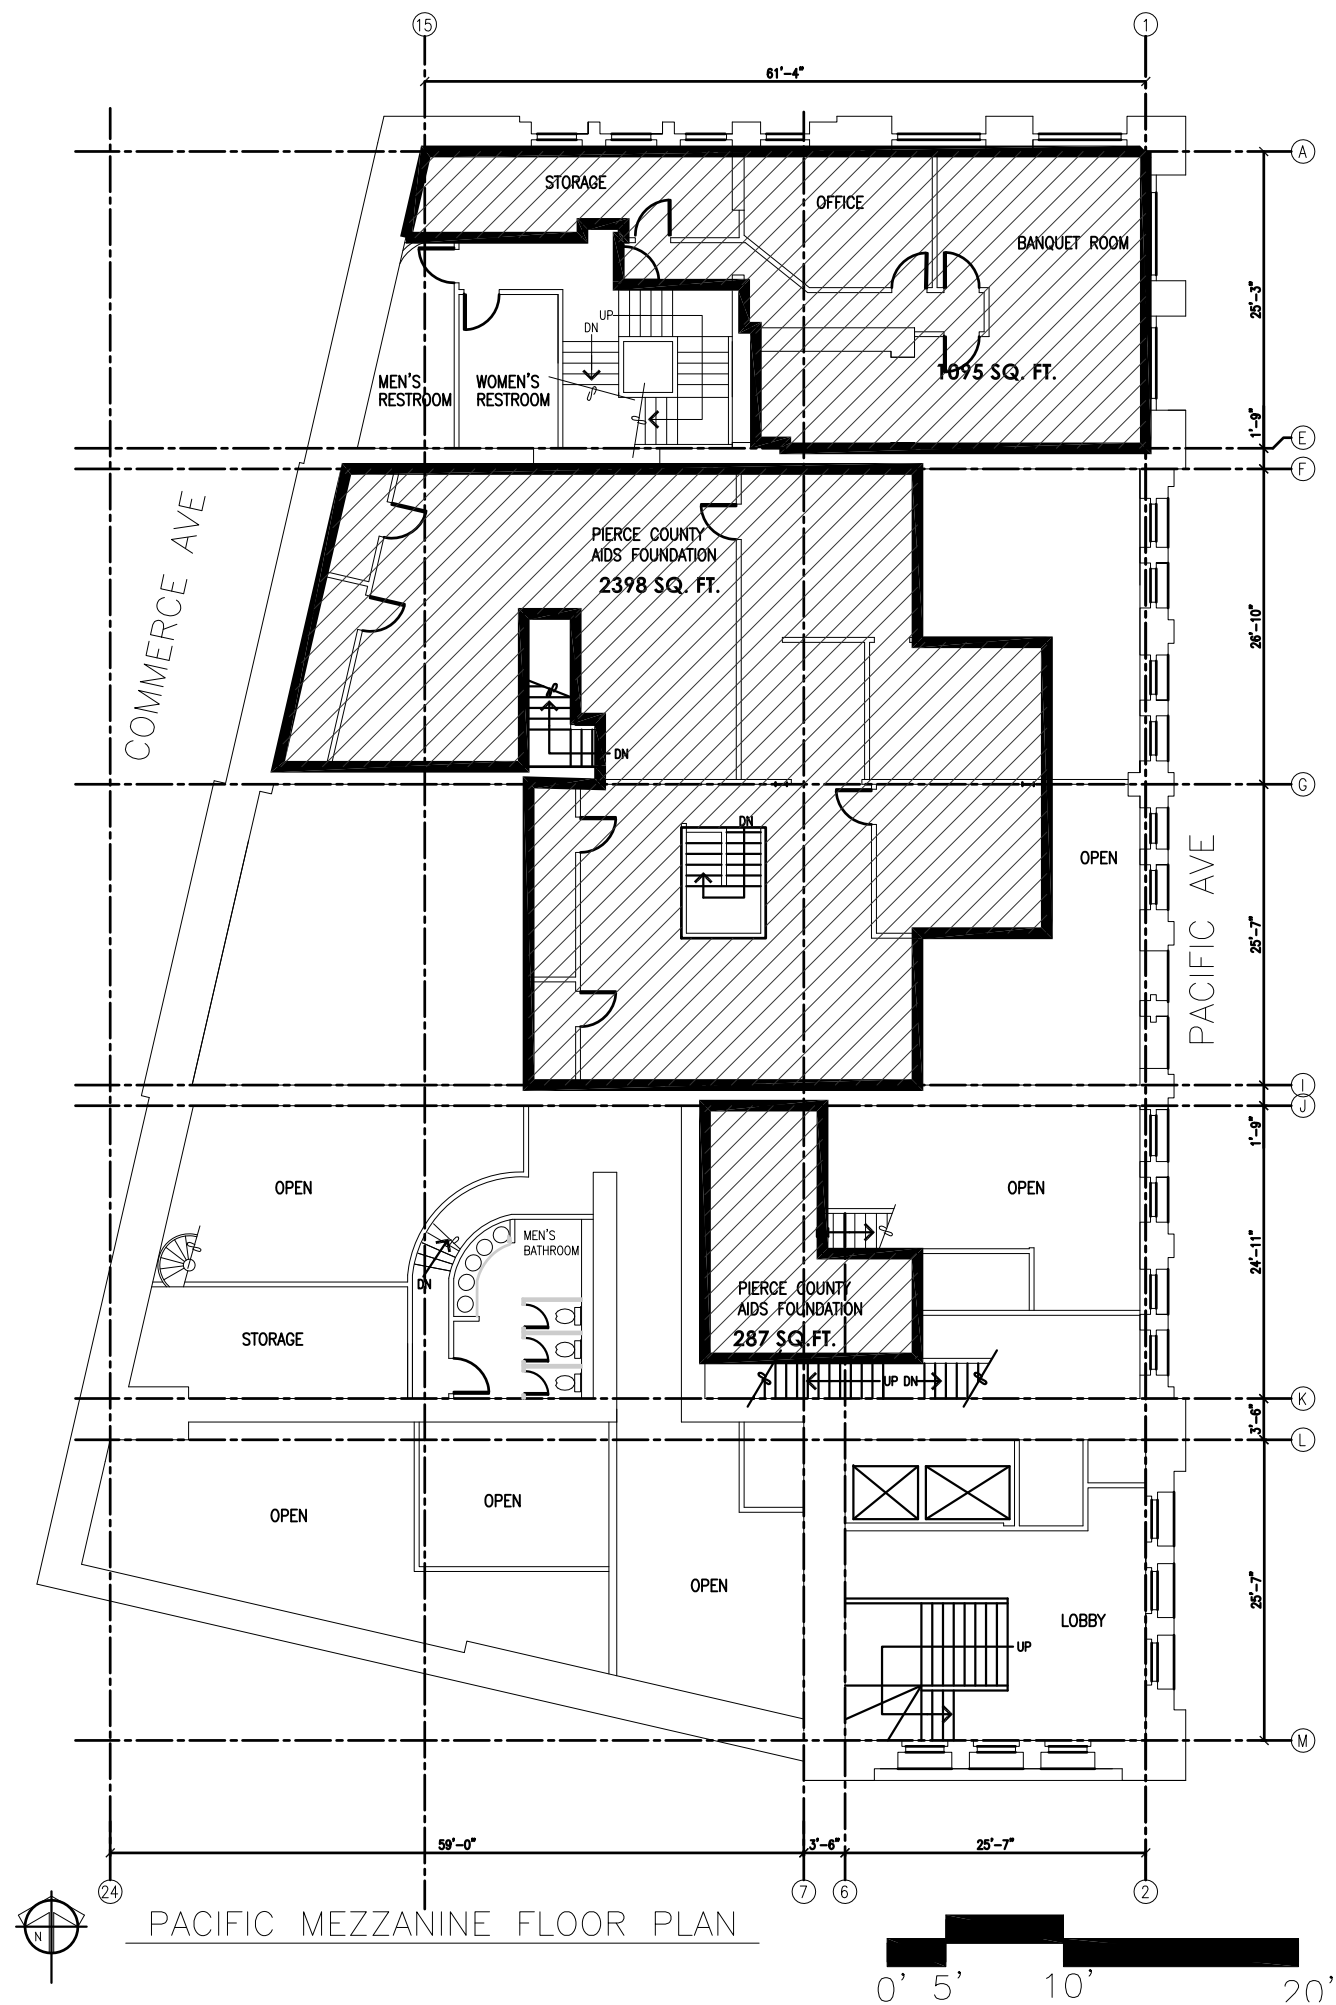 15
1
61'-4"
A
STORAGE
OFFICE
BANQUET ROOM
25'-3"
UP
DN
MEN'S
RESTROOM
WOMEN'S
RESTROOM
1095 SQ. FT.
1'-9"
E
F
COMMERCE AVE
PIERCE COUNTY
AIDS FOUNDATION
2398 SQ. FT.
26'-10"
DN
G
DN
OPEN
PACIFIC AVE
25'-7"
I
J
1'-9"
OPEN
OPEN
MEN'S
BATHROOM
24'-11"
DN
PIERCE COUNTY
AIDS FOUNDATION
287 SQ.FT.
STORAGE
UP DN
K
3'-6"
L
OPEN
OPEN
OPEN
25'-7"
LOBBY
UP
M
59'-0"
3'-6"
25'-7"
24
7
6
2
N
PACIFIC MEZZANINE FLOOR PLAN
0' 5' 10' 20'